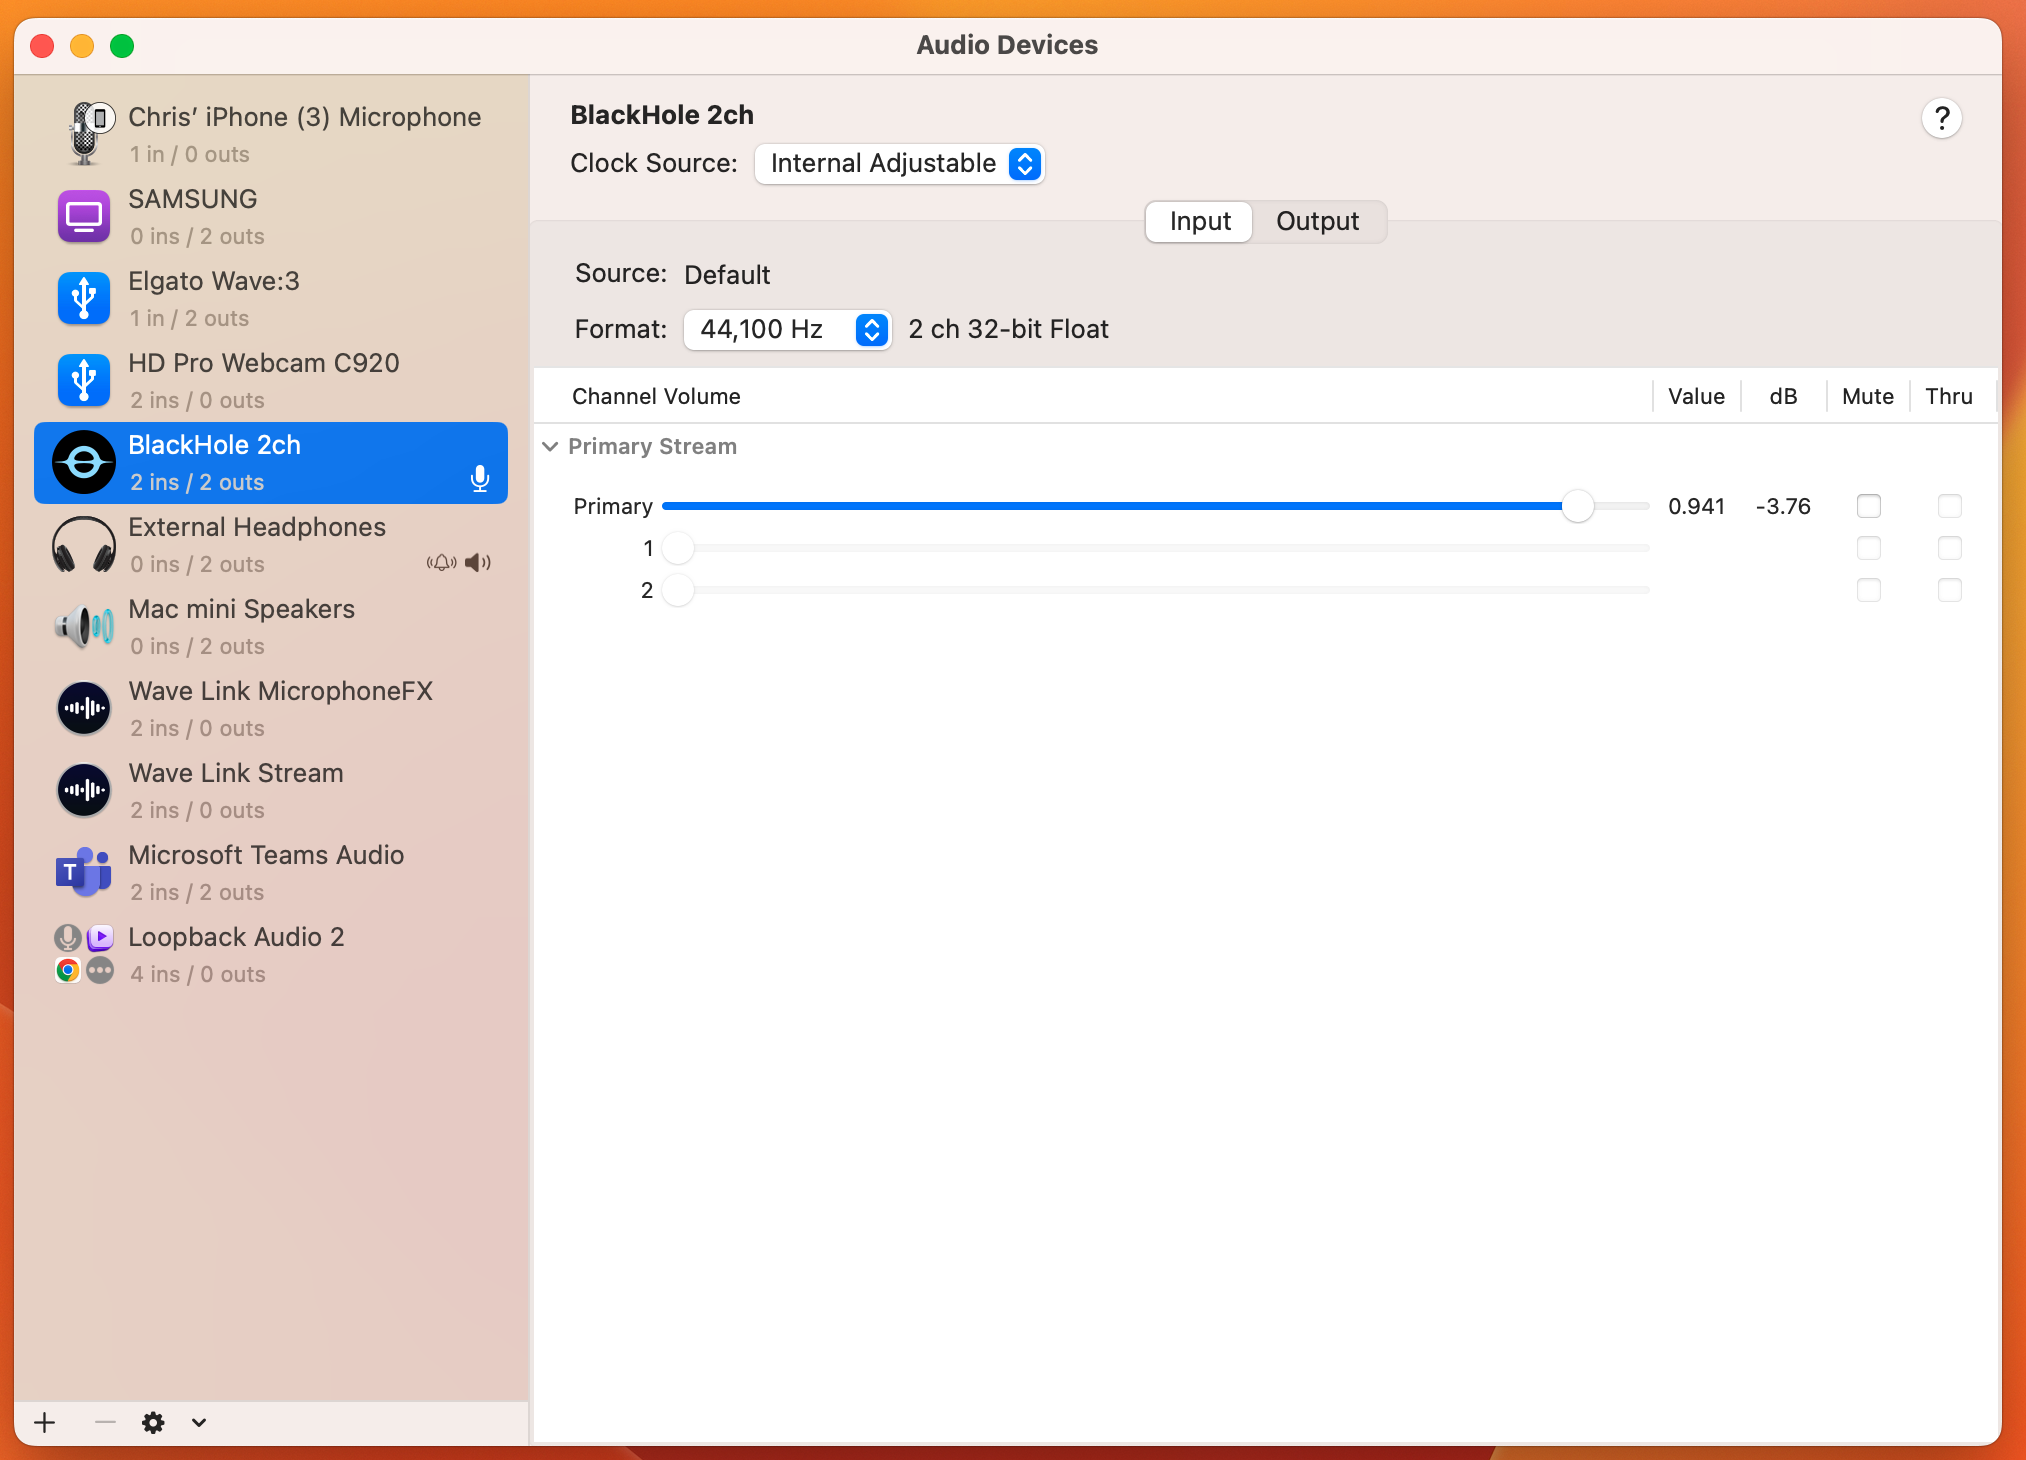 Audio Devices
Chris’ iPhone (3) Microphone
1 in / 0 outs
SAMSUNG
0 ins / 2 outs
Elgato Wave:3
1 in / 2 outs
HD Pro Webcam C920
2 ins / 0 outs
BlackHole 2ch
2 ins / 2 outs
External Headphones
0 ins / 2 outs
Mac mini Speakers
0 ins / 2 outs
Wave Link MicrophoneFX
2 ins / 0 outs
Wave Link Stream
2 ins / 0 outs
T
Microsoft Teams Audio
2 ins / 2 outs
Loopback Audio 2
4 ins / 0 outs
BlackHole 2ch
?
Clock Source: Internal Adjustable
Input Output
Source: Default
Format: 44,100 Hz 2 ch 32-bit Float
Channel Volume Value dB Mute Thru
Primary Stream
Primary 0.941 -3.76
1
2